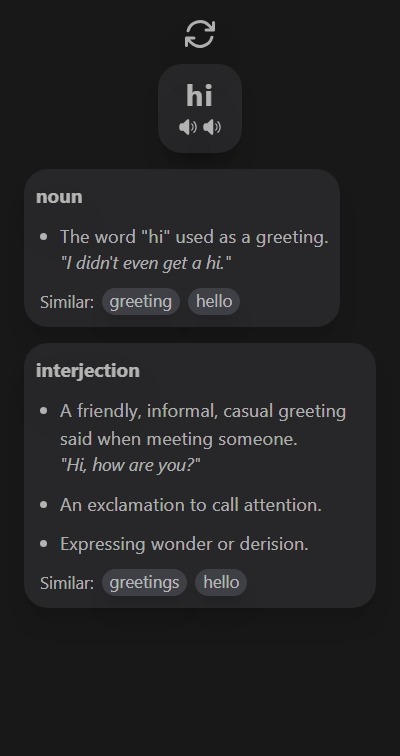 hi
noun
The word "hi" used as a greeting.
"I didn't even get a hi."
Similar: greeting hello
interjection
A friendly, informal, casual greeting
said when meeting someone.
"Hi, how are you?"
An exclamation to call attention.
Expressing wonder or derision.
Similar: greetings hello